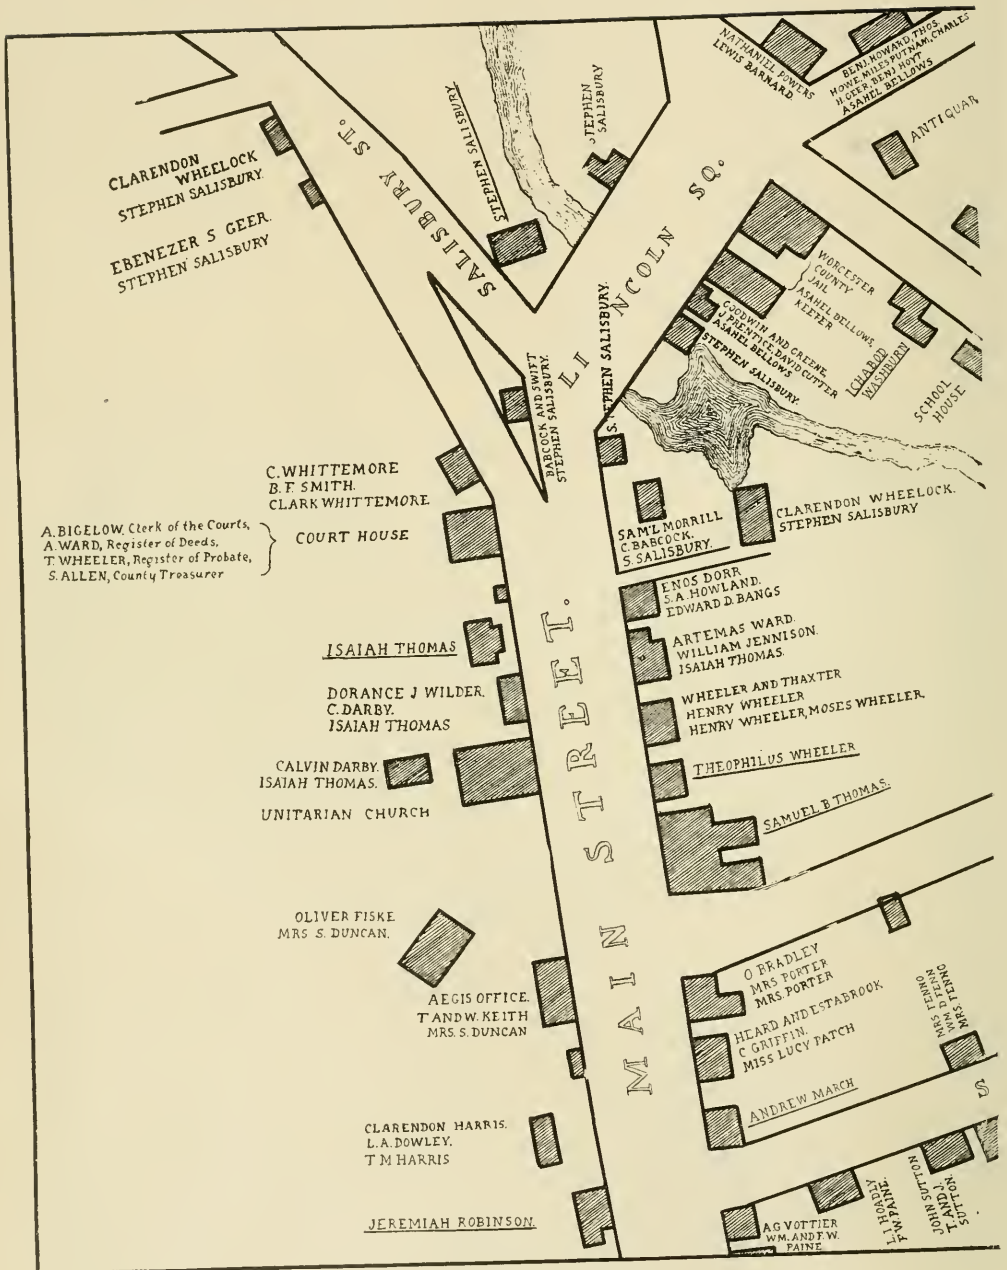 NATHANIEL POWERS
LEWIS BARNARD.
BENJ. HOWARD, THOS.
HOWE, MILES PUTNAM, CHARLES
H GEER, BENJ HOYT.
ASAHEL BELLOWS
ANTIQUAR
CLARENDON
WHEELOCK
STEPHEN SALISBURY.
EBENEZER S GEER.
STEPHEN SALISBURY
SALISBURY ST.
SALISBURY
STEPHEN SALISBURY.
STEPHEN
SALISBURY
LINCOLN SQ.
WORCESTER
COUNTY
JAIL
ASAHEL BELLOWS,
KEEPER
GOODWIN AND GREENE,
J PRENTICE, DAVID CUTTER
ASAHEL BELLOWS
STEPHEN SALISBURY.
ICHABOD
WASHBURN
SCHOOL
HOUSE
BABCOCK AND SWIFT
STEPHEN SALISBURY.
S. STEPHEN SALISBURY.
C. WHITTEMORE
B. F. SMITH.
CLARK WHITTEMORE
A. BIGELOW, Clerk of the Courts,
A. WARD, Register of Deeds,
T. WHEELER, Register of Probate,
S. ALLEN, County Treasurer
COURT HOUSE
SAM'L MORRILL
C. BABCOCK.
S. SALISBURY.
CLARENDON WHEELOCK.
STEPHEN SALISBURY
ENOS DORR
S. A. HOWLAND.
EDWARD D. BANGS
ISAIAH THOMAS
ARTEMAS WARD.
WILLIAM JENNISON.
ISAIAH THOMAS.
DORANCE J WILDER.
C. DARBY.
ISAIAH THOMAS
WHEELER AND THAXTER
HENRY WHEELER
HENRY WHEELER, MOSES WHEELER,
CALVIN DARBY.
ISAIAH THOMAS.
UNITARIAN CHURCH
THEOPHILUS WHEELER
SAMUEL B THOMAS.
MAIN STREET.
OLIVER FISKE
MRS S. DUNCAN.
AEGIS OFFICE.
T AND W. KEITH
MRS. S. DUNCAN
O BRADLEY
MRS PORTER
MRS. PORTER
HEARD AND ESTABROOK
C GRIFFIN.
MISS LUCY PATCH
MRS FENNO
WM D FENN
MRS. FENNO
ANDREW MARCH
S
CLARENDON HARRIS.
L. A. DOWLEY.
T M HARRIS
JEREMIAH ROBINSON.
A G VOTTIER
WM. AND F. W.
PAINE
L. J HOADLY
F W PAINE.
JOHN SUTTON
T. AND J.
SUTTON.